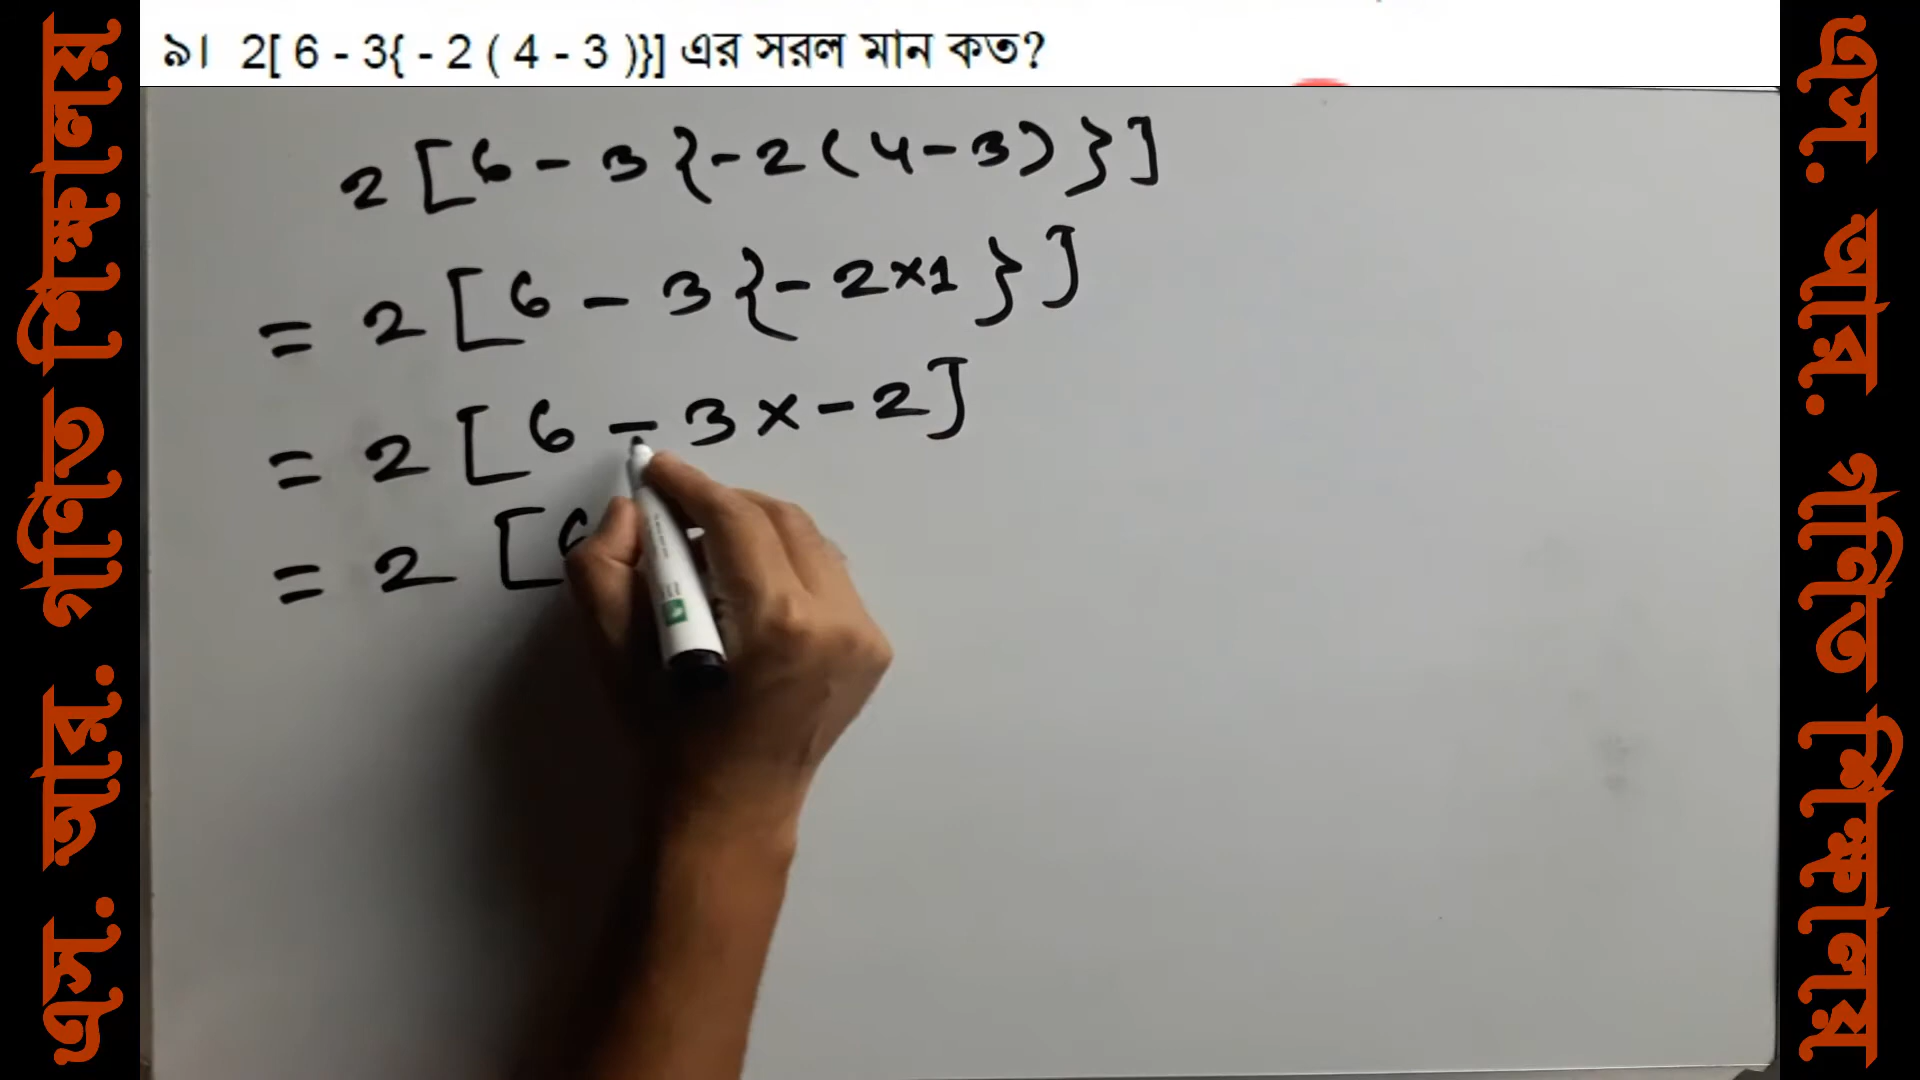 ৯। 2[ 6 - 3{ - 2 ( 4 - 3 )}] এর সরল মান কত?
এস. আর. গণিত শিক্ষালয়
2[6-3{-2(4-3)}]
= 2[6-3{-2×1}]
= 2[6-3×-2]
= 2[6
এস. আর. গণিত শিক্ষালয়